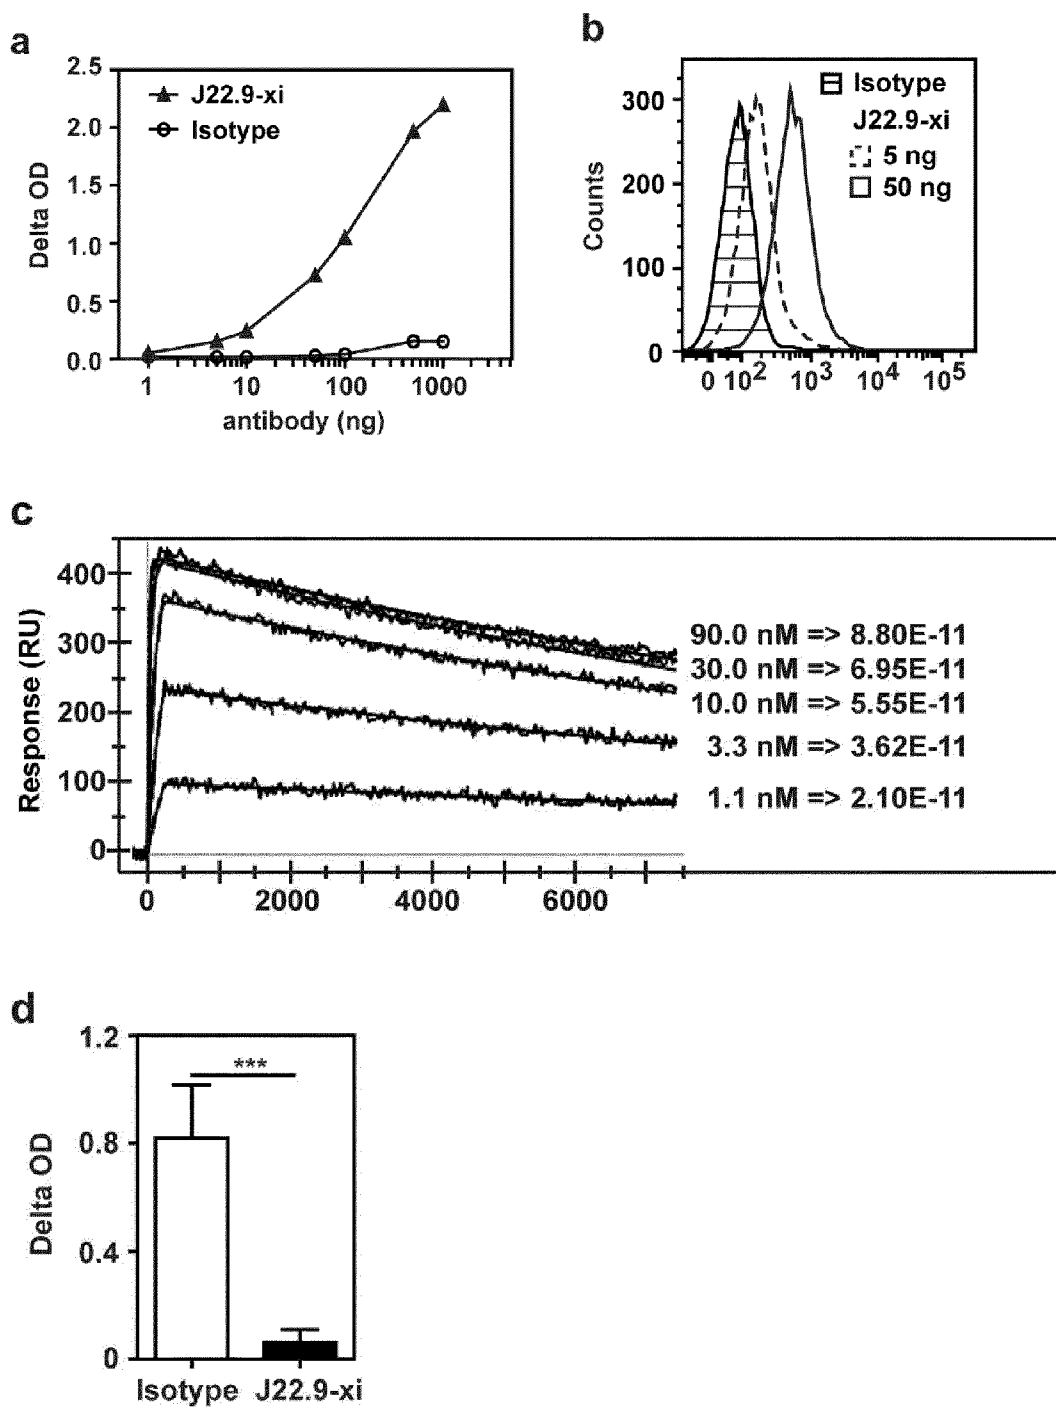 a
2.5
2.0
1.5
1.0
0.5
0.0
Delta OD
J22.9-xi
Isotype
1 10 100 1000
antibody (ng)
b
300
200
100
0
Counts
Isotype
J22.9-xi
5 ng
50 ng
0 10² 10³ 10⁴ 10⁵
c
400
300
200
100
0
Response (RU)
90.0 nM => 8.80E-11
30.0 nM => 6.95E-11
10.0 nM => 5.55E-11
3.3 nM => 3.62E-11
1.1 nM => 2.10E-11
0 2000 4000 6000
d
1.2
0.8
0.4
0
Delta OD
***
Isotype J22.9-xi